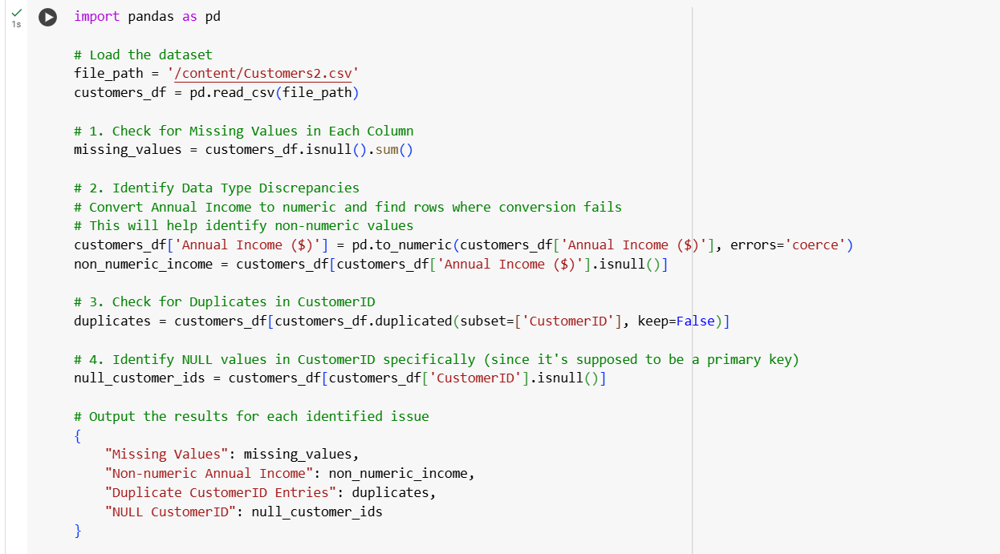 import pandas as pd
1s
# Load the dataset
file_path = '/content/Customers2.csv'
customers_df = pd.read_csv(file_path)
# 1. Check for Missing Values in Each Column
missing_values = customers_df.isnull().sum()
# 2. Identify Data Type Discrepancies
# Convert Annual Income to numeric and find rows where conversion fails
# This will help identify non-numeric values
customers_df['Annual Income ($)'] = pd.to_numeric(customers_df['Annual Income ($)'], errors='coerce')
non_numeric_income = customers_df[customers_df['Annual Income ($)'].isnull()]
# 3. Check for Duplicates in CustomerID
duplicates = customers_df[customers_df.duplicated(subset=['CustomerID'], keep=False)]
# 4. Identify NULL values in CustomerID specifically (since it's supposed to be a primary key)
null_customer_ids = customers_df[customers_df['CustomerID'].isnull()]
# Output the results for each identified issue
{
    "Missing Values": missing_values,
    "Non-numeric Annual Income": non_numeric_income,
    "Duplicate CustomerID Entries": duplicates,
    "NULL CustomerID": null_customer_ids
}